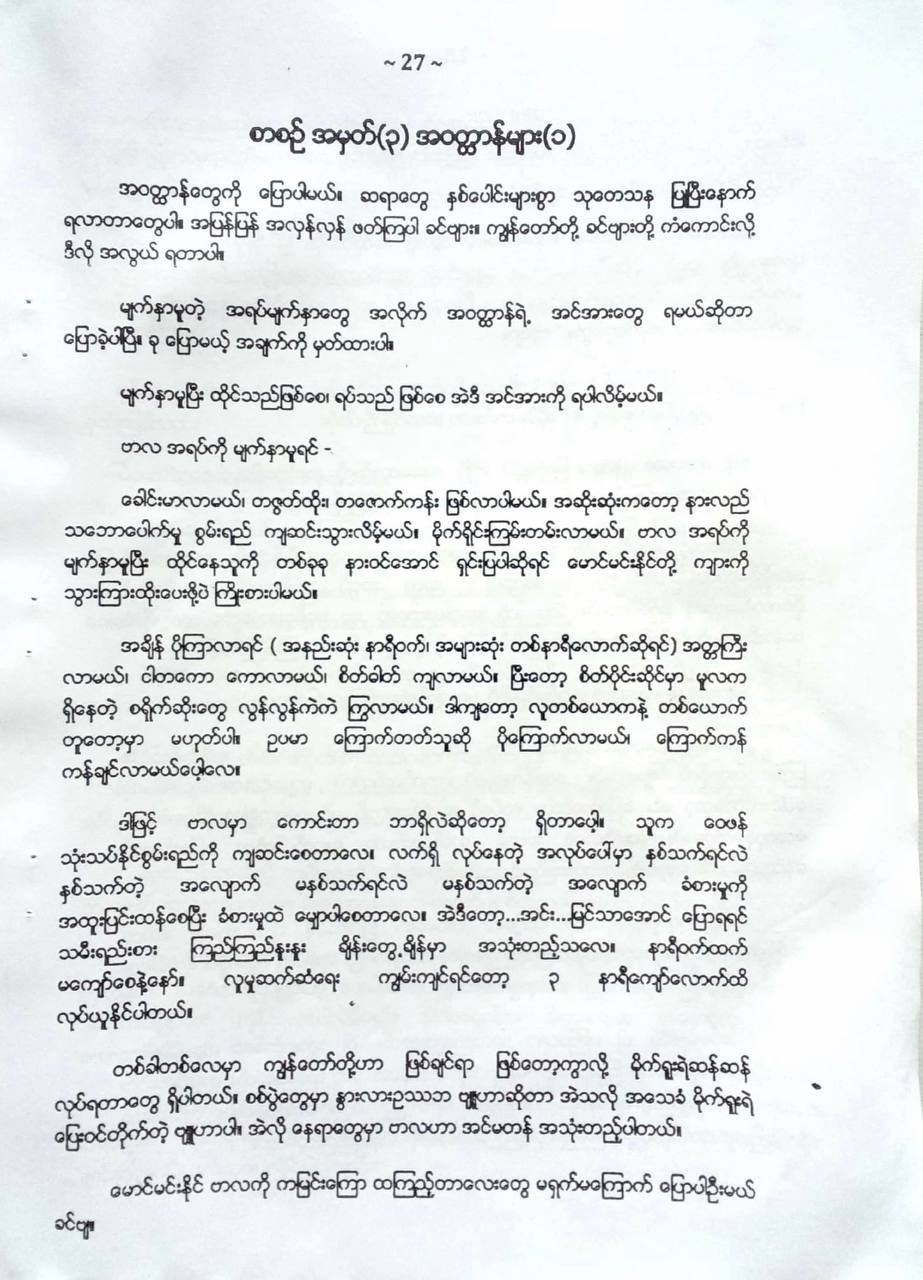 ~ 27 ~
စာစဉ် အမှတ်(၃) အဝတ္ထာန်များ(၁)
အဝတ္ထာန်တွေကို ပြောပါမယ်။ ဆရာတွေ နှစ်ပေါင်းများစွာ သုတေသန ပြုပြီးနောက်
ရလာတာတွေပါ။ အပြန်ပြန် အလှန်လှန် ဖတ်ကြပါ ခင်ဗျား။ ကျွန်တော်တို့ ခင်ဗျားတို့ ကံကောင်းလို့
ဒီလို အလွယ် ရတာပါ။
မျက်နှာမူတဲ့ အရပ်မျက်နှာတွေ အလိုက် အဝတ္ထာန်ရဲ့ အင်အားတွေ ရမယ်ဆိုတာ
ပြောခဲ့ပါပြီ။ ခု ပြောမယ့် အချက်ကို မှတ်ထားပါ။
မျက်နှာမူပြီး ထိုင်သည်ဖြစ်စေ၊ ရပ်သည် ဖြစ်စေ အဲဒီ အင်အားကို ရပါလိမ့်မယ်။
ဗာလ အရပ်ကို မျက်နှာမူရင် -
ခေါင်းမာလာမယ်၊ တဇွတ်ထိုး၊ တဇောက်ကန်း ဖြစ်လာပါမယ်။ အဆိုးဆုံးကတော့ နားလည်
သဘောပေါက်မှု စွမ်းရည် ကျဆင်းသွားလိမ့်မယ်။ မိုက်ရိုင်းကြမ်းတမ်းလာမယ်။ ဗာလ အရပ်ကို
မျက်နှာမူပြီး ထိုင်နေသူကို တစ်ခုခု နားဝင်အောင် ရှင်းပြပါဆိုရင် မောင်မင်းနိုင်တို့ ကျားကို
သွားကြားထိုးပေးဖို့ပဲ ကြိုးစားပါမယ်။
အချိန် ပိုကြာလာရင် ( အနည်းဆုံး နာရီဝက်၊ အများဆုံး တစ်နာရီလောက်ဆိုရင်) အတ္တကြီး
လာမယ်၊ ငါတကော ကောလာမယ်၊ စိတ်ဓါတ် ကျလာမယ်။ ပြီးတော့ စိတ်ပိုင်းဆိုင်မှာ မူလက
ရှိနေတဲ့ စရိုက်ဆိုးတွေ လွန်လွန်ကဲကဲ ကြွလာမယ်။ ဒါကျတော့ လူတစ်ယောကနဲ့ တစ်ယောက်
တူတော့မှာ မဟုတ်ပါ။ ဥပမာ ကြောက်တတ်သူဆို ပိုကြောက်လာမယ်၊ ကြောက်ကန်
ကန်ချင်လာမယ်ပေါ့လေ။
ဒါဖြင့် ဗာလမှာ ကောင်းတာ ဘာရှိလဲဆိုတော့ ရှိတာပေါ့။ သူက ဝေဖန်
သုံးသပ်နိုင်စွမ်းရည်ကို ကျဆင်းစေတာလေ။ လက်ရှိ လုပ်နေတဲ့ အလုပ်ပေါ်မှာ နှစ်သက်ရင်လဲ
နှစ်သက်တဲ့ အလျောက် မနှစ်သက်ရင်လဲ မနှစ်သက်တဲ့ အလျောက် ခံစားမှုကို
အထူးပြင်းထန်စေပြီး ခံစားမှုထဲ မျှောပါစေတာလေ။ အဲဒီတော့...အင်း...မြင်သာအောင် ပြောရရင်
သမီးရည်းစား ကြည်ကြည်နူးနူး ချိန်းတွေ့ချိန်မှာ အသုံးတည့်သလေ။ နာရီဝက်ထက်
မကျော်စေနဲ့နော်။ လူမှုဆက်ဆံရေး ကျွမ်းကျင်ရင်တော့ ၃ နာရီကျော်လောက်ထိ
လုပ်ယူနိုင်ပါတယ်။
တစ်ခါတစ်လေမှာ ကျွန်တော်တို့ဟာ ဖြစ်ချင်ရာ ဖြစ်တော့ကွာလို့ မိုက်ရူးရဲဆန်ဆန်
လုပ်ရတာတွေ ရှိပါတယ်။ စစ်ပွဲတွေမှာ နွားလားဥဿဘ ဗျူဟာဆိုတာ အဲသလို အသေခံ မိုက်ရူးရဲ
ပြေးဝင်တိုက်တဲ့ ဗျူဟာပါ။ အဲလို နေရာတွေမှာ ဗာလဟာ အင်မတန် အသုံးတည့်ပါတယ်။
မောင်မင်းနိုင် ဗာလကို ကမြင်းကြော ထကြည့်တာလေးတွေ မရှက်မကြောက် ပြောပါဦးမယ်
ခင်ဗျ။